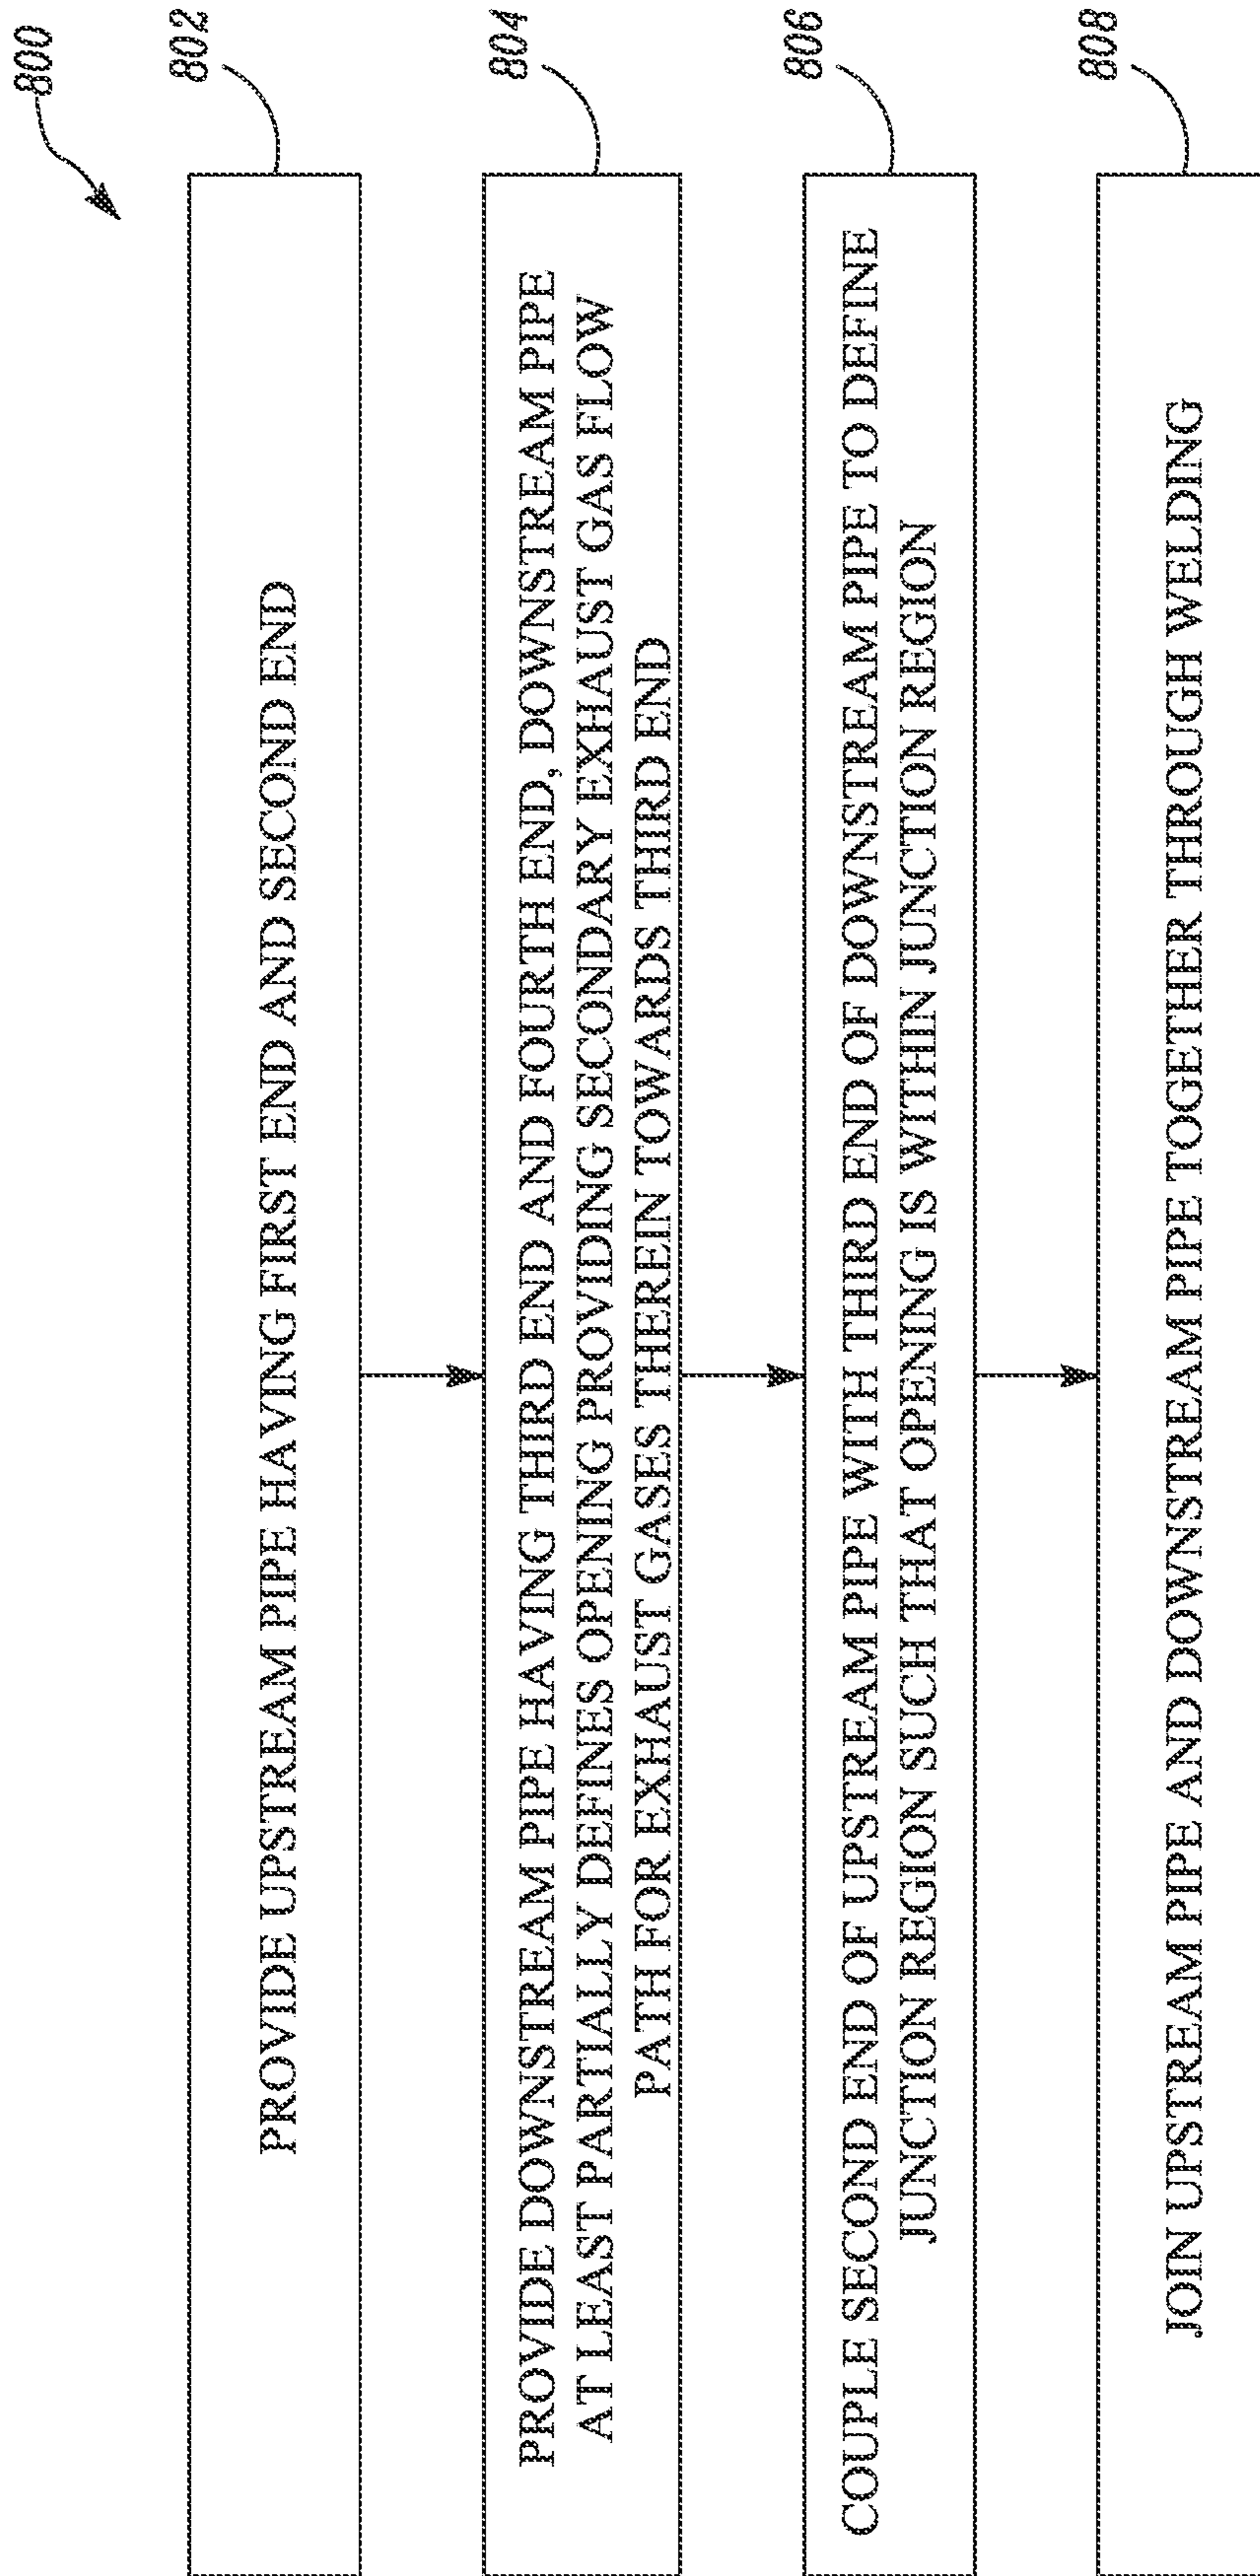 800
802
PROVIDE UPSTREAM PIPE HAVING FIRST END AND SECOND END
804
PROVIDE DOWNSTREAM PIPE HAVING THIRD END AND FOURTH END, DOWNSTREAM PIPE
AT LEAST PARTIALLY DEFINES OPENING PROVIDING SECONDARY EXHAUST GAS FLOW
PATH FOR EXHAUST GASES THEREIN TOWARDS THIRD END
806
COUPLE SECOND END OF UPSTREAM PIPE WITH THIRD END OF DOWNSTREAM PIPE TO DEFINE
JUNCTION REGION SUCH THAT OPENING IS WITHIN JUNCTION REGION
808
JOIN UPSTREAM PIPE AND DOWNSTREAM PIPE TOGETHER THROUGH WELDING